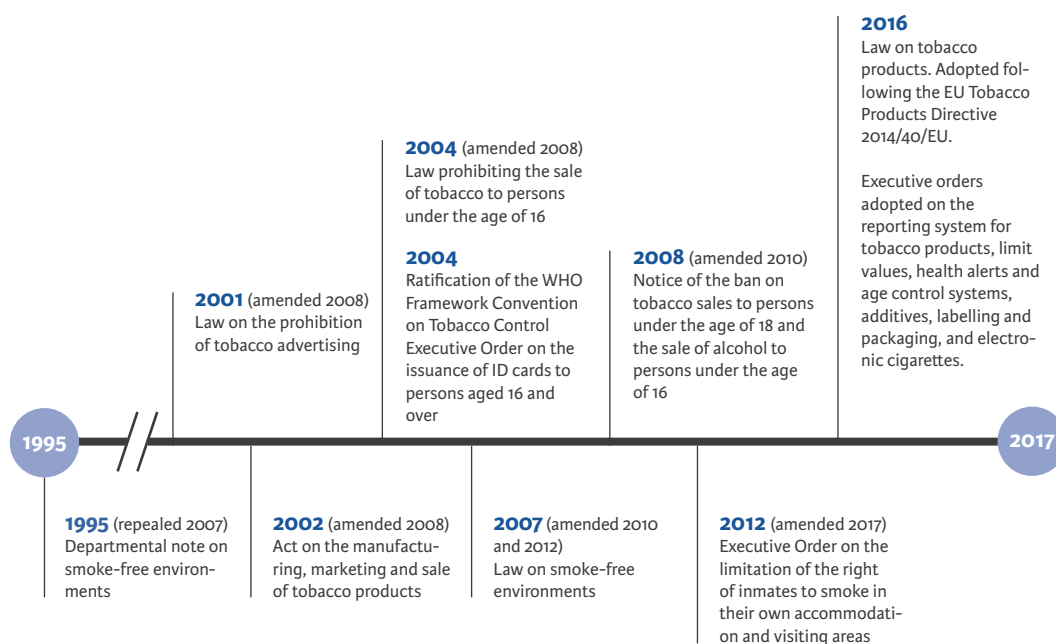 2016
Law on tobacco
products. Adopted fol-
lowing the EU Tobacco
Products Directive
2014/40/EU.
Executive orders
adopted on the
reporting system for
tobacco products, limit
values, health alerts and
age control systems,
additives, labelling and
packaging, and electro-
nic cigarettes.
2004 (amended 2008)
Law prohibiting the sale
of tobacco to persons
under the age of 16
2004
Ratification of the WHO
Framework Convention
on Tobacco Control
Executive Order on the
issuance of ID cards to
persons aged 16 and
over
2008 (amended 2010)
Notice of the ban on
tobacco sales to persons
under the age of 18 and
the sale of alcohol to
persons under the age
of 16
2001 (amended 2008)
Law on the prohibition
of tobacco advertising
1995
2017
1995 (repealed 2007)
Departmental note on
smoke-free environ-
ments
2002 (amended 2008)
Act on the manufactu-
ring, marketing and sale
of tobacco products
2007 (amended 2010
and 2012)
Law on smoke-free
environments
2012 (amended 2017)
Executive Order on the
limitation of the right
of inmates to smoke in
their own accommodati-
on and visiting areas